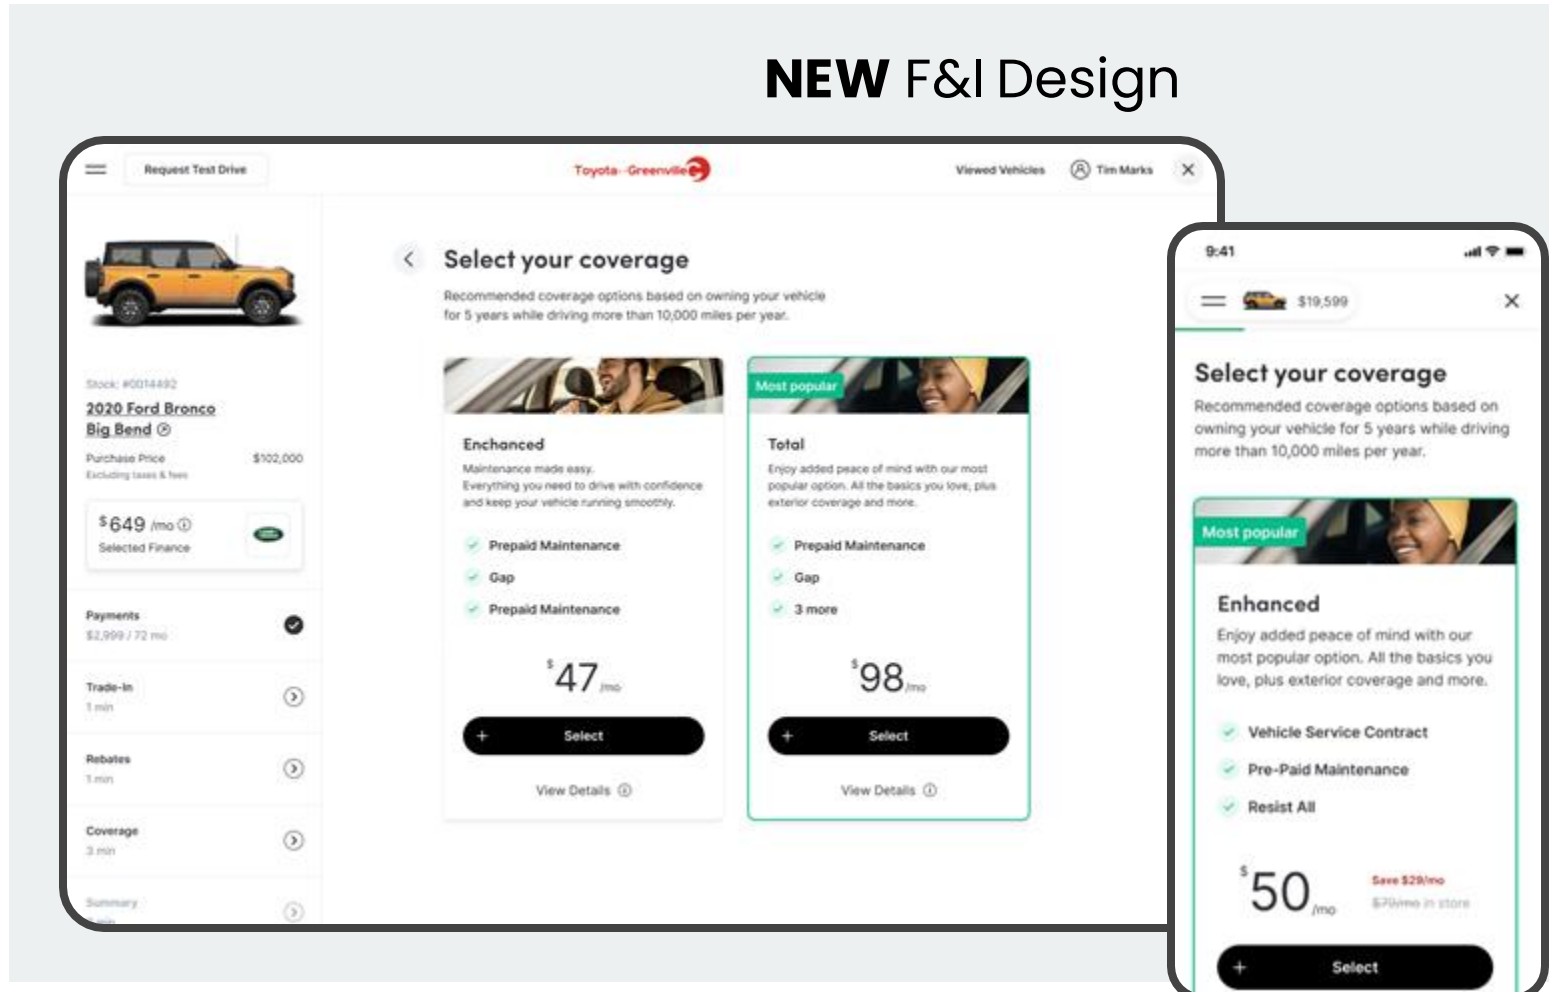 NEW F&I Design
Request Test Drive
Toyota Greenville
Viewed Vehicles
Tim Marks
Stock: #0014492
2020 Ford Bronco
Big Bend
Purchase Price $102,000
Excluding taxes & fees
$649 /mo
Selected Finance
Payments
$2,999 / 72 mo
Trade-In
1 min
Rebates
1 min
Coverage
3 min
Summary
Select your coverage
Recommended coverage options based on owning your vehicle
for 5 years while driving more than 10,000 miles per year.
Enchanced
Maintenance made easy.
Everything you need to drive with confidence
and keep your vehicle running smoothly.
Prepaid Maintenance
Gap
Prepaid Maintenance
$47/mo
+ Select
View Details
Most popular
Total
Enjoy added peace of mind with our most
popular option. All the basics you love, plus
exterior coverage and more.
Prepaid Maintenance
Gap
3 more
$98/mo
+ Select
View Details
9:41
$19,599
Select your coverage
Recommended coverage options based on
owning your vehicle for 5 years while driving
more than 10,000 miles per year.
Most popular
Enhanced
Enjoy added peace of mind with our
most popular option. All the basics you
love, plus exterior coverage and more.
Vehicle Service Contract
Pre-Paid Maintenance
Resist All
$50/mo
Save $29/mo
$79/mo in store
+ Select